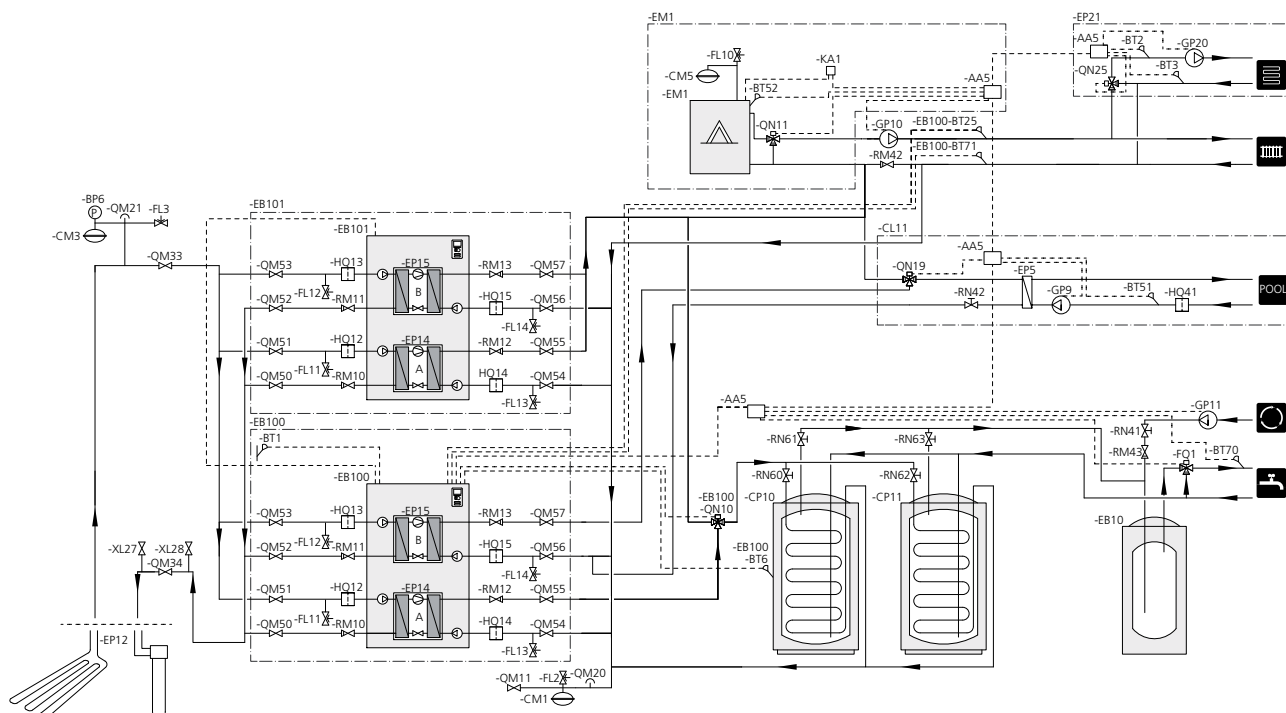 -EM1
-FL10
-CM5
-KA1
-EM1
-BT52
-AA5
-QN11
-GP10
-EB100-BT25
-RM42
-EB100-BT71
-EP21
-AA5
-BT2
-GP20
-BT3
-QN25
-BP6
P
-QM21
-FL3
-CM3
-QM33
-EB101
-EB101
-QM53
-HQ13
-EP15
-RM13
-QM57
-FL12
B
-QM52
-RM11
-HQ15
-QM56
-FL14
-QM51
-HQ12
-EP14
-RM12
-QM55
-FL11
A
-QM50
-RM10
HQ14
-QM54
-FL13
-CL11
-AA5
-QN19
-EP5
-RN42
-GP9
-BT51
-HQ41
POOL
-EB100
-BT1
-EB100
-QM53
-HQ13
-EP15
-RM13
-QM57
-FL12
B
-QM52
-RM11
-HQ15
-QM56
-FL14
-QM51
-HQ12
-EP14
-RM12
-QM55
-FL11
A
-QM50
-RM10
-HQ14
-QM54
-FL13
-AA5
-GP11
-RN61
-RN63
-RN41
-RM43
-FQ1
-BT70
-RN60
-RN62
-EB100
-QN10
-CP10
-CP11
-EB100
-BT6
-EB10
-XL27
-XL28
-QM34
-EP12
-QM11
-FL2
-QM20
-CM1